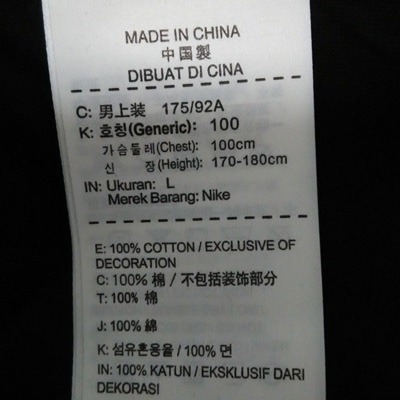 MADE IN CHINA
中国製
DIBUAT DI CINA
C: 男上装 175/92A
K: 호칭(Generic): 100
가슴둘레(Chest): 100cm
신 장(Height): 170-180cm
IN: Ukuran: L
Merek Barang: Nike
E: 100% COTTON / EXCLUSIVE OF
DECORATION
C: 100% 棉 / 不包括装饰部分
T: 100% 棉
J: 100% 綿
K: 섬유혼용율 / 100% 면
IN: 100% KATUN / EKSKLUSIF DARI
DEKORASI